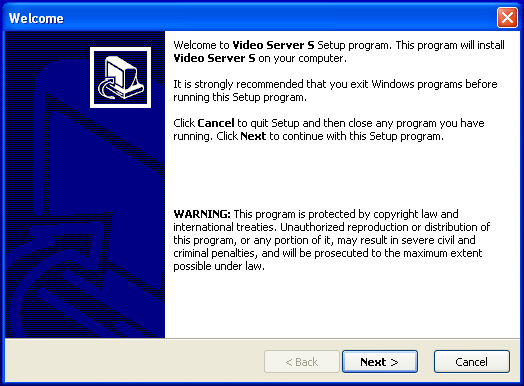 Welcome
Welcome to Video Server S Setup program. This program will install
Video Server S on your computer.
It is strongly recommended that you exit Windows programs before
running this Setup program.
Click Cancel to quit Setup and then close any program you have
running. Click Next to continue with this Setup program.
WARNING: This program is protected by copyright law and
international treaties. Unauthorized reproduction or distribution of
this program, or any portion of it, may result in severe civil and
criminal penalties, and will be prosecuted to the maximum extent
possible under law.
< Back
Next >
Cancel